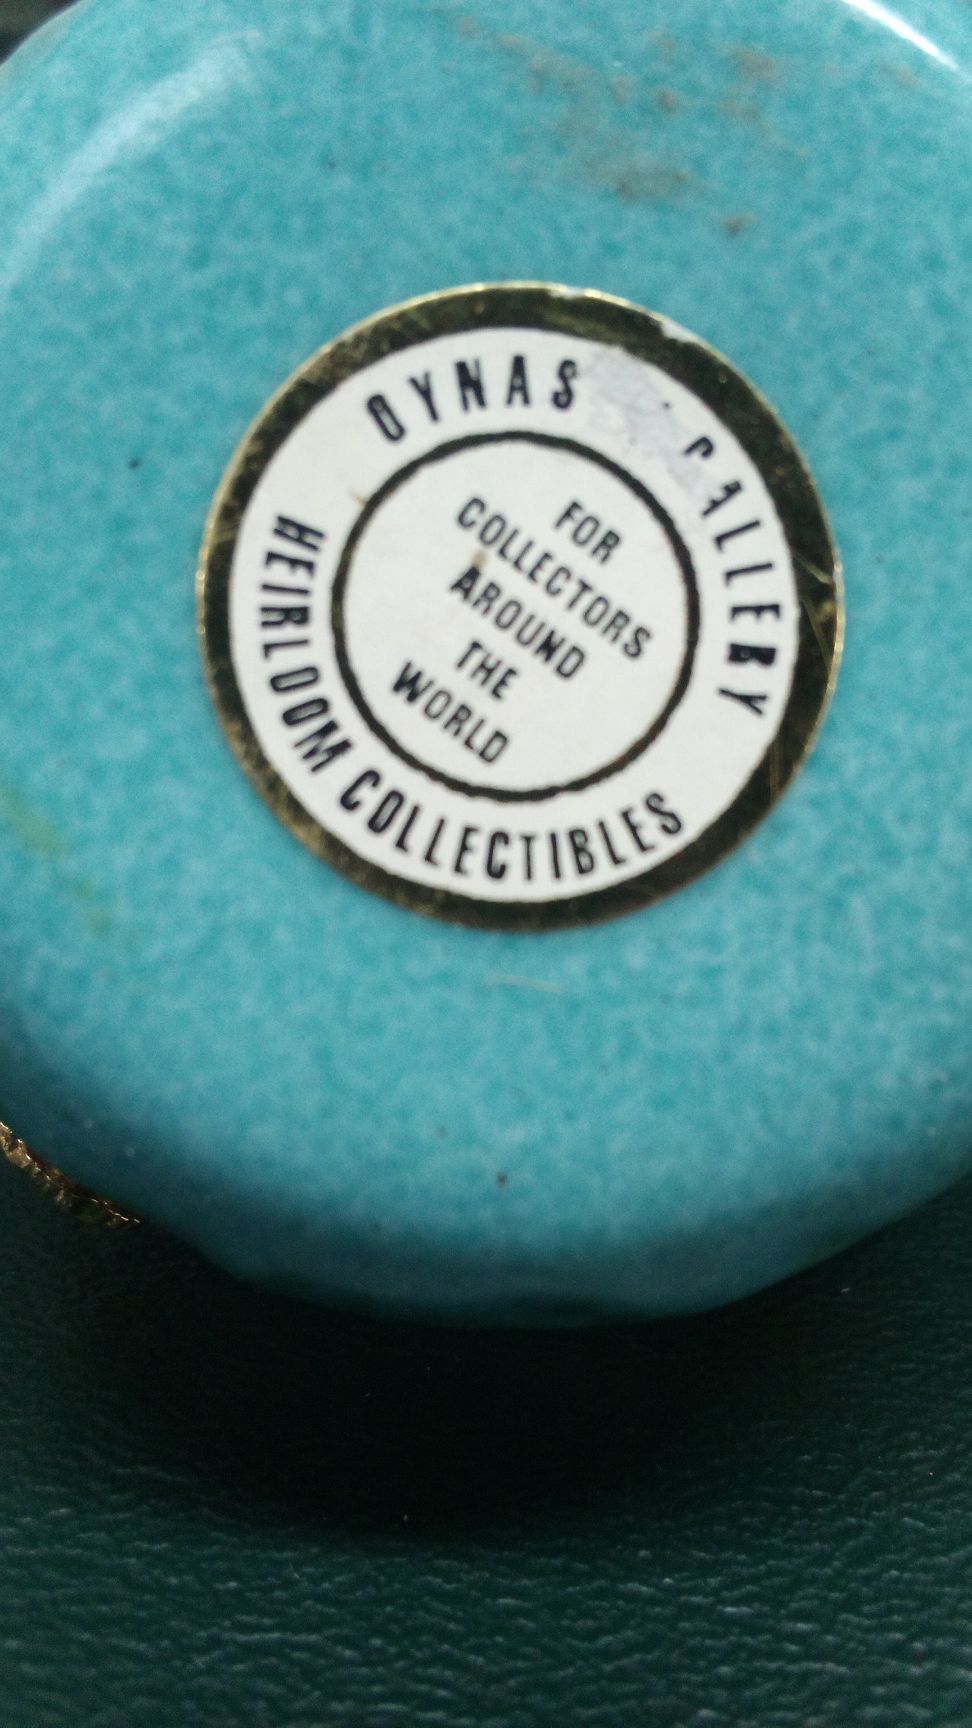 DYNAS GALLERY
HEIRLOOM COLLECTIBLES
FOR
COLLECTORS
AROUND
THE
WORLD